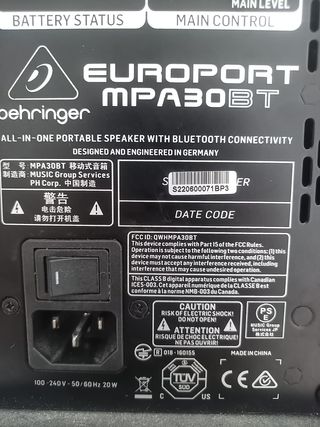 MAIN LEVEL
BATTERY STATUS
MAIN CONTROL
EUROPORT
behringer
MPA30BT
ALL-IN-ONE PORTABLE SPEAKER WITH BLUETOOTH CONNECTIVITY
DESIGNED AND ENGINEERED IN GERMANY
型 号: MPA30BT 移动式音箱
制造商: MUSIC Group Services
PH Corp. 中国制造
S220600071BP3
警告
电击危险
请勿打开机盖
DATE CODE
FCC ID: QWHMPA30BT
This device complies with Part 15 of the FCC Rules.
Operation is subject to the following two conditions: (1) this
device may not cause harmful interference, and (2) this
device must accept any interference received, including
interference that may cause undesired operation.
This CLASS B digital apparatus complies with Canadian
ICES-003. Cet appareil numérique de la CLASSE B est
conforme à la norme NMB-003 du Canada.
CAUTION
RISK OF ELECTRIC SHOCK!
DO NOT OPEN!
ATTENTION
RISQUE DE CHOC ELECTRIQUE!
NE PAS OUVRIR!
PS
E
MUSIC Group
Services JP
株式会社
018-160155
MADE IN CHINA
100-240V~50/60Hz 20W
C
TÜV
SÜD
US
FC
CE